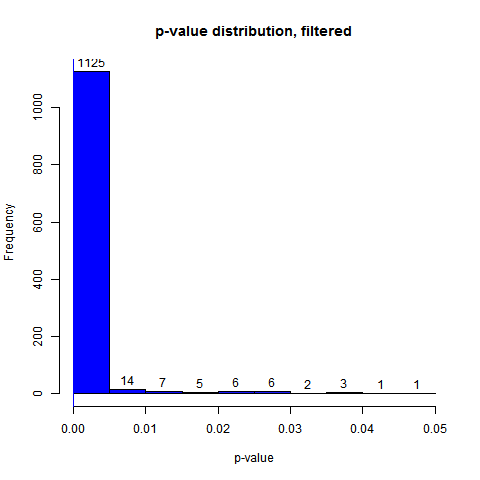 p-value distribution, filtered
1125
14 7 5 6 6 2 3 1 1
Frequency
0 200 400 600 800 1000
0.00 0.01 0.02 0.03 0.04 0.05
p-value